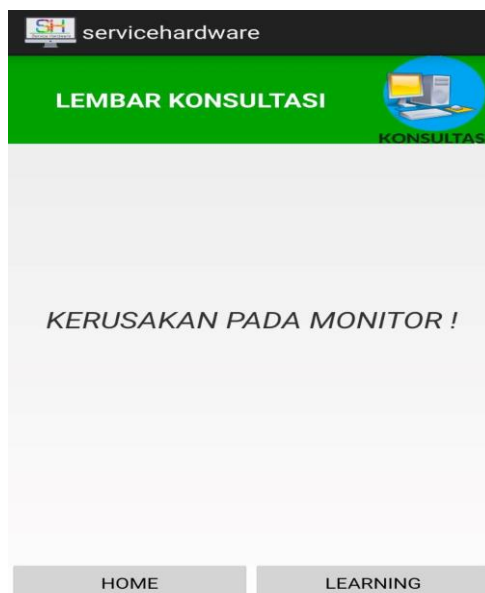 SH
servicehardware
LEMBAR KONSULTASI
KONSULTAS
KERUSAKAN PADA MONITOR !
HOME
LEARNING